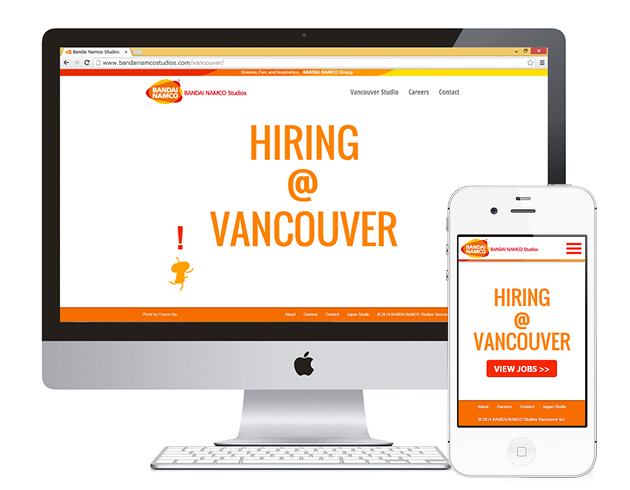 Bandai Namco Studios
www.bandainamcostudios.com/vancouver/
Dreams, Fun, and Inspiration BANDAI NAMCO Group
BANDAI
NAMCO
BANDAI NAMCO Studios
Vancouver Studio Careers Contact
HIRING
@
VANCOUVER
!
Photo by Franco Ng
About Careers Contact Japan Studio © 2014 BANDAI NAMCO Studios Vancouver
BANDAI
NAMCO
BANDAI NAMCO Studios
HIRING
@
VANCOUVER
VIEW JOBS >>
About Careers Contact Japan Studio
© 2014 BANDAI NAMCO Studios Vancouver Inc.